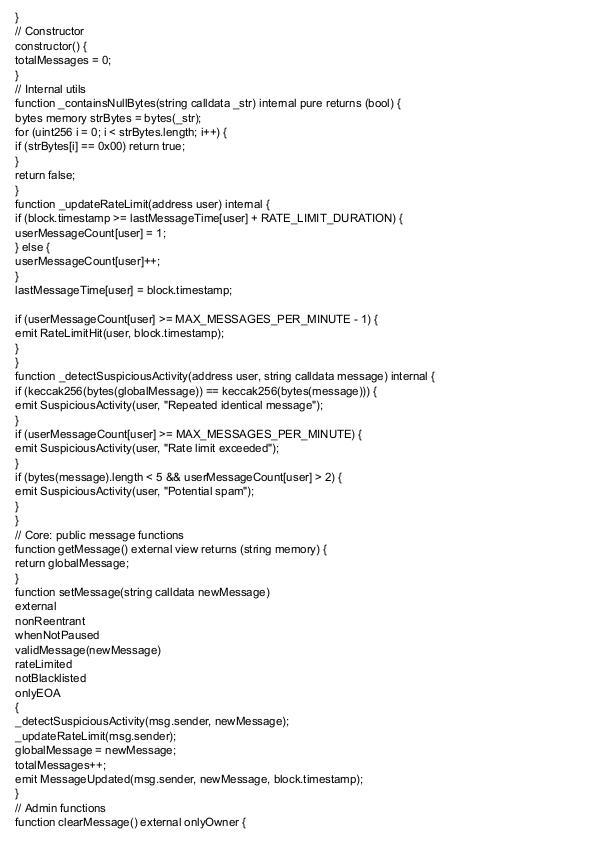 }
// Constructor
constructor() {
totalMessages = 0;
}
// Internal utils
function _containsNullBytes(string calldata _str) internal pure returns (bool) {
bytes memory strBytes = bytes(_str);
for (uint256 i = 0; i < strBytes.length; i++) {
if (strBytes[i] == 0x00) return true;
}
return false;
}
function _updateRateLimit(address user) internal {
if (block.timestamp >= lastMessageTime[user] + RATE_LIMIT_DURATION) {
userMessageCount[user] = 1;
} else {
userMessageCount[user]++;
}
lastMessageTime[user] = block.timestamp;
if (userMessageCount[user] >= MAX_MESSAGES_PER_MINUTE - 1) {
emit RateLimitHit(user, block.timestamp);
}
}
function _detectSuspiciousActivity(address user, string calldata message) internal {
if (keccak256(bytes(globalMessage)) == keccak256(bytes(message))) {
emit SuspiciousActivity(user, "Repeated identical message");
}
if (userMessageCount[user] >= MAX_MESSAGES_PER_MINUTE) {
emit SuspiciousActivity(user, "Rate limit exceeded");
}
if (bytes(message).length < 5 && userMessageCount[user] > 2) {
emit SuspiciousActivity(user, "Potential spam");
}
}
// Core: public message functions
function getMessage() external view returns (string memory) {
return globalMessage;
}
function setMessage(string calldata newMessage)
external
nonReentrant
whenNotPaused
validMessage(newMessage)
rateLimited
notBlacklisted
onlyEOA
{
_detectSuspiciousActivity(msg.sender, newMessage);
_updateRateLimit(msg.sender);
globalMessage = newMessage;
totalMessages++;
emit MessageUpdated(msg.sender, newMessage, block.timestamp);
}
// Admin functions
function clearMessage() external onlyOwner {